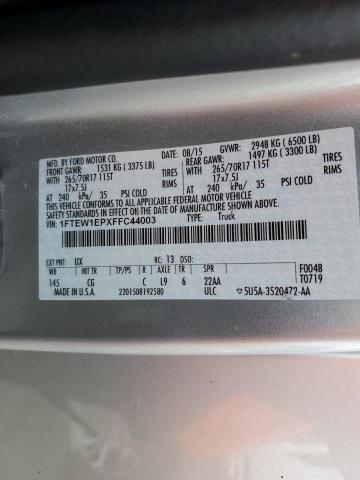 MFD. BY FORD MOTOR CO. DATE: 08/15 GVWR: 2948 KG (6500 LB)
FRONT GAWR: 1531 KG (3375 LB) REAR GAWR: 1497 KG (3300 LB)
WITH 265/70R17 115T TIRES WITH 265/70R17 115T TIRES
17x7.5J RIMS 17x7.5J RIMS
AT 240 kPa/ 35 PSI COLD AT 240 kPa/ 35 PSI COLD
THIS VEHICLE CONFORMS TO ALL APPLICABLE FEDERAL MOTOR VEHICLE
SAFETY STANDARDS IN EFFECT ON THE DATE OF MANUFACTURE SHOWN ABOVE.
VIN: 1FTEW1EPXFFC44003 TYPE: Truck
EXT PNT: UX RC: 13 DSO: F0048
WB INT TR TP/PS R AXLE TR SPR T0719
145 CG C L9 6 22AA
MADE IN U.S.A. 2201508192580 ULC 5U5A-3520472-AA